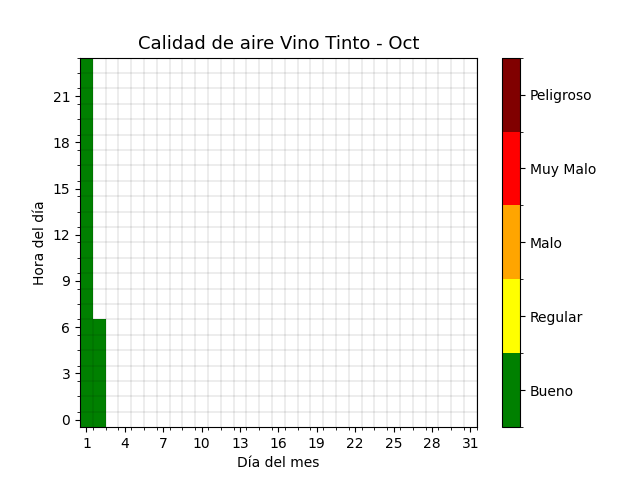 Calidad de aire Vino Tinto - Oct
Hora del día
21
18
15
12
9
6
3
0
1 4 7 10 13 16 19 22 25 28 31
Día del mes
Peligroso
Muy Malo
Malo
Regular
Bueno